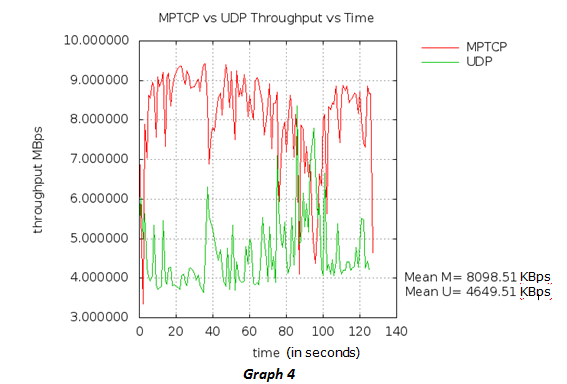 MPTCP vs UDP Throughput vs Time
MPTCP
UDP
throughput MBps
10.000000
9.000000
8.000000
7.000000
6.000000
5.000000
4.000000
3.000000
0 20 40 60 80 100 120 140
time (in seconds)
Mean M= 8098.51 KBps
Mean U= 4649.51 KBps
Graph 4